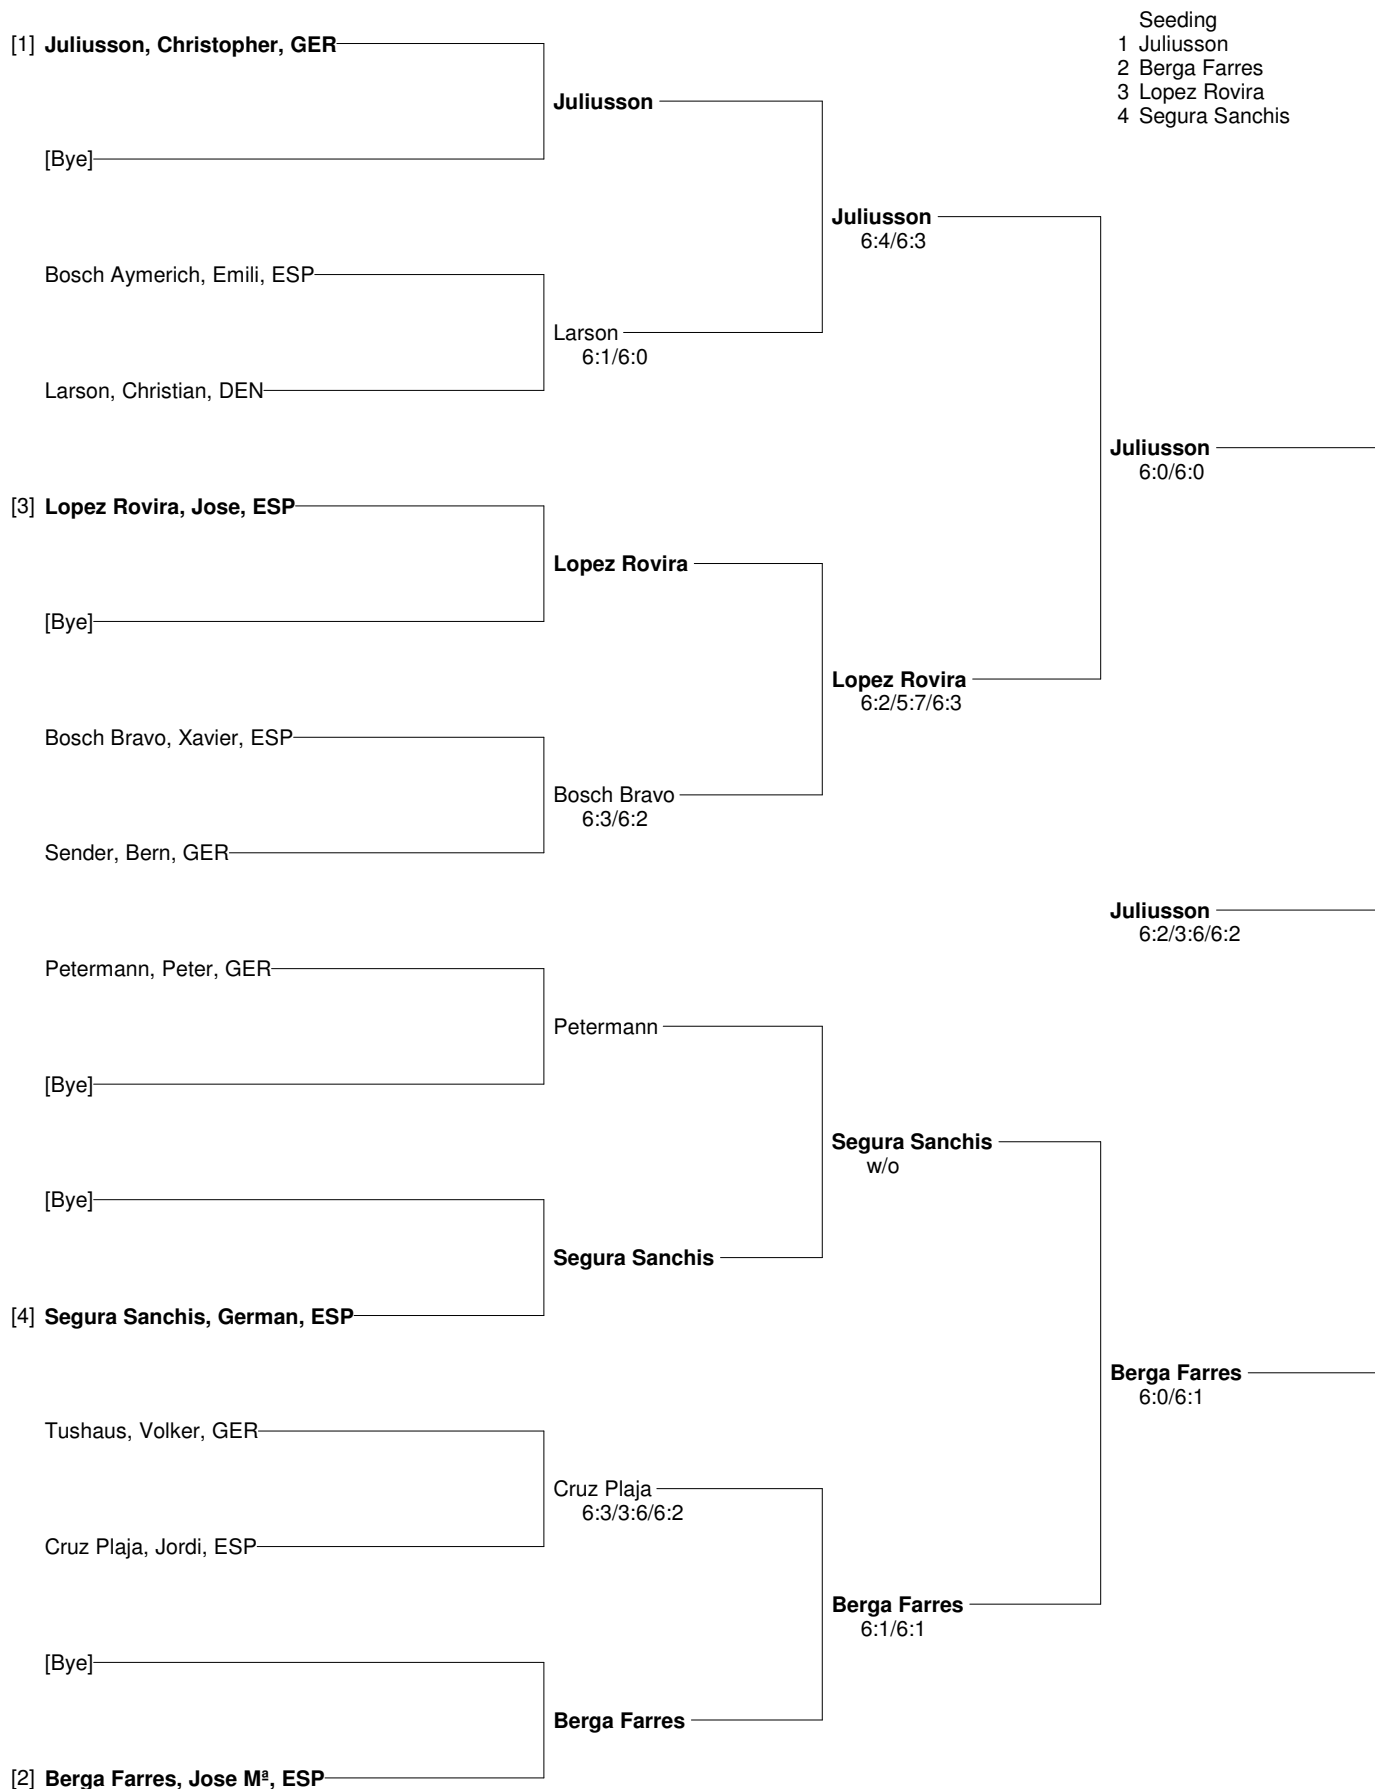 Seeding
1 Juliusson
2 Berga Farres
3 Lopez Rovira
4 Segura Sanchis
[1] Juliusson, Christopher, GER
Juliusson
[Bye]
Juliusson
6:4/6:3
Bosch Aymerich, Emili, ESP
Larson
6:1/6:0
Larson, Christian, DEN
Juliusson
6:0/6:0
[3] Lopez Rovira, Jose, ESP
Lopez Rovira
[Bye]
Lopez Rovira
6:2/5:7/6:3
Bosch Bravo, Xavier, ESP
Bosch Bravo
6:3/6:2
Sender, Bern, GER
Juliusson
6:2/3:6/6:2
Petermann, Peter, GER
Petermann
[Bye]
Segura Sanchis
w/o
[Bye]
Segura Sanchis
[4] Segura Sanchis, German, ESP
Berga Farres
6:0/6:1
Tushaus, Volker, GER
Cruz Plaja
6:3/3:6/6:2
Cruz Plaja, Jordi, ESP
Berga Farres
6:1/6:1
[Bye]
Berga Farres
[2] Berga Farres, Jose Mª, ESP